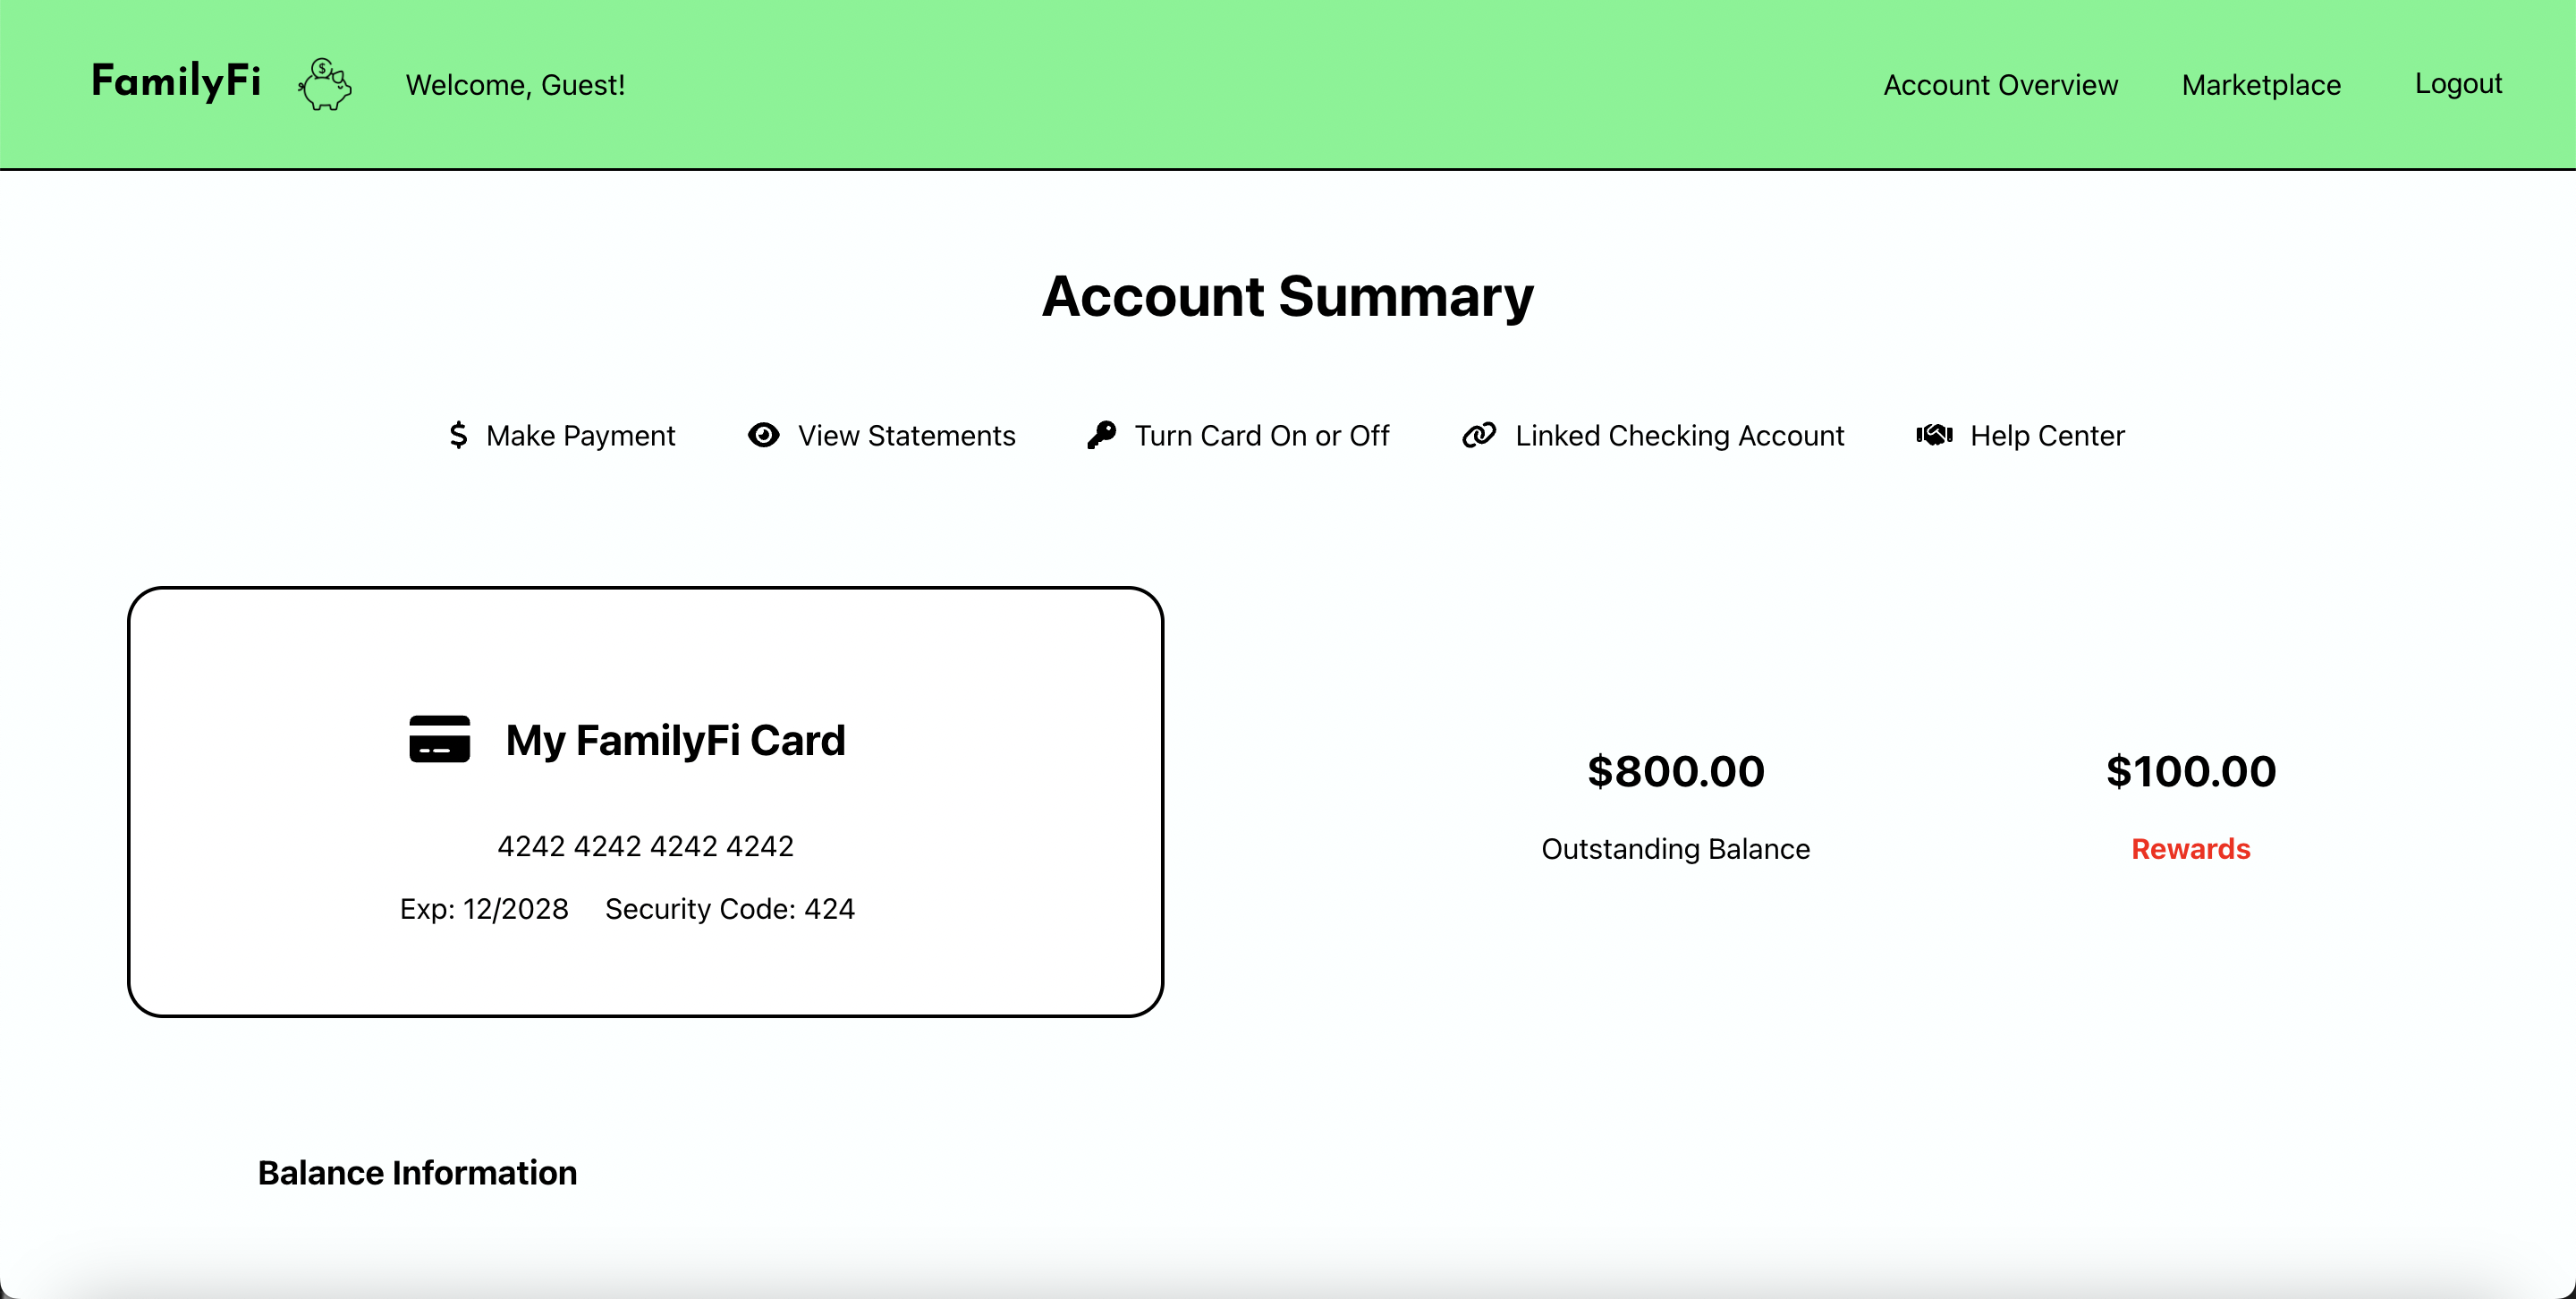 FamilyFi $ Welcome, Guest! Account Overview Marketplace Logout
Account Summary
$ Make Payment View Statements Turn Card On or Off Linked Checking Account Help Center
My FamilyFi Card
4242 4242 4242 4242
Exp: 12/2028 Security Code: 424
$800.00
Outstanding Balance
$100.00
Rewards
Balance Information